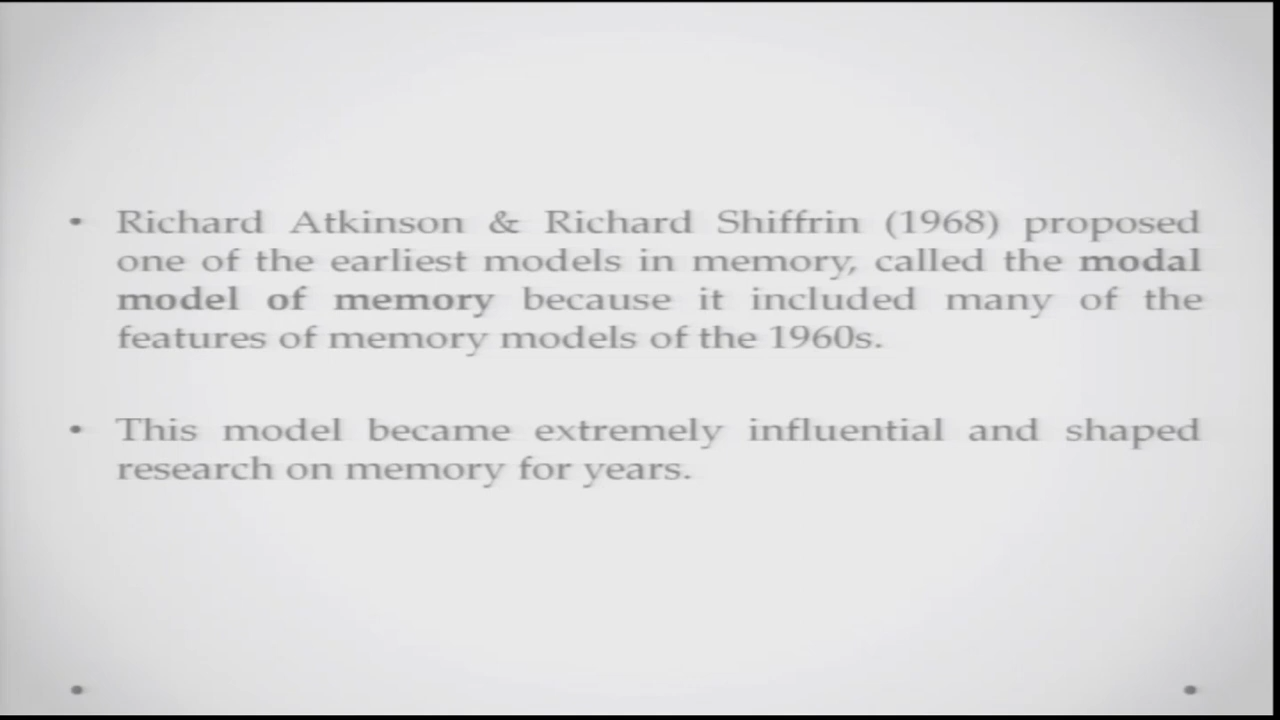 • Richard Atkinson & Richard Shiffrin (1968) proposed
one of the earliest models in memory, called the modal
model of memory because it included many of the
features of memory models of the 1960s.
• This model became extremely influential and shaped
research on memory for years.